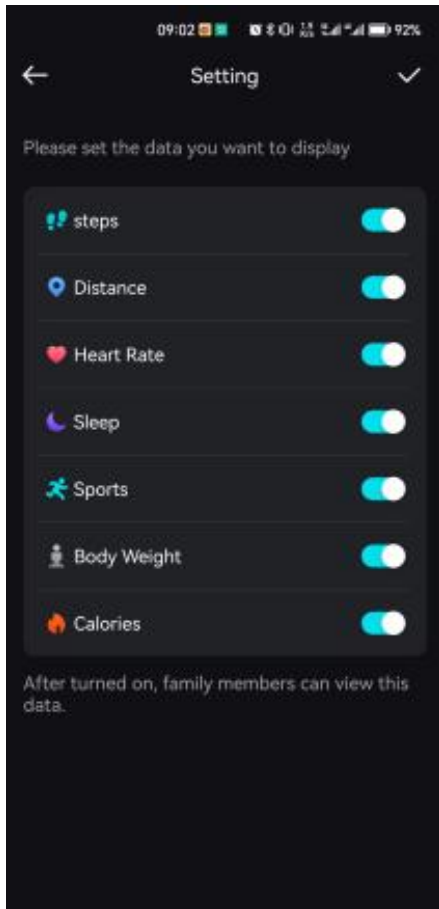 09:02 92%
Setting
Please set the data you want to display
steps
Distance
Heart Rate
Sleep
Sports
Body Weight
Calories
After turned on, family members can view this
data.